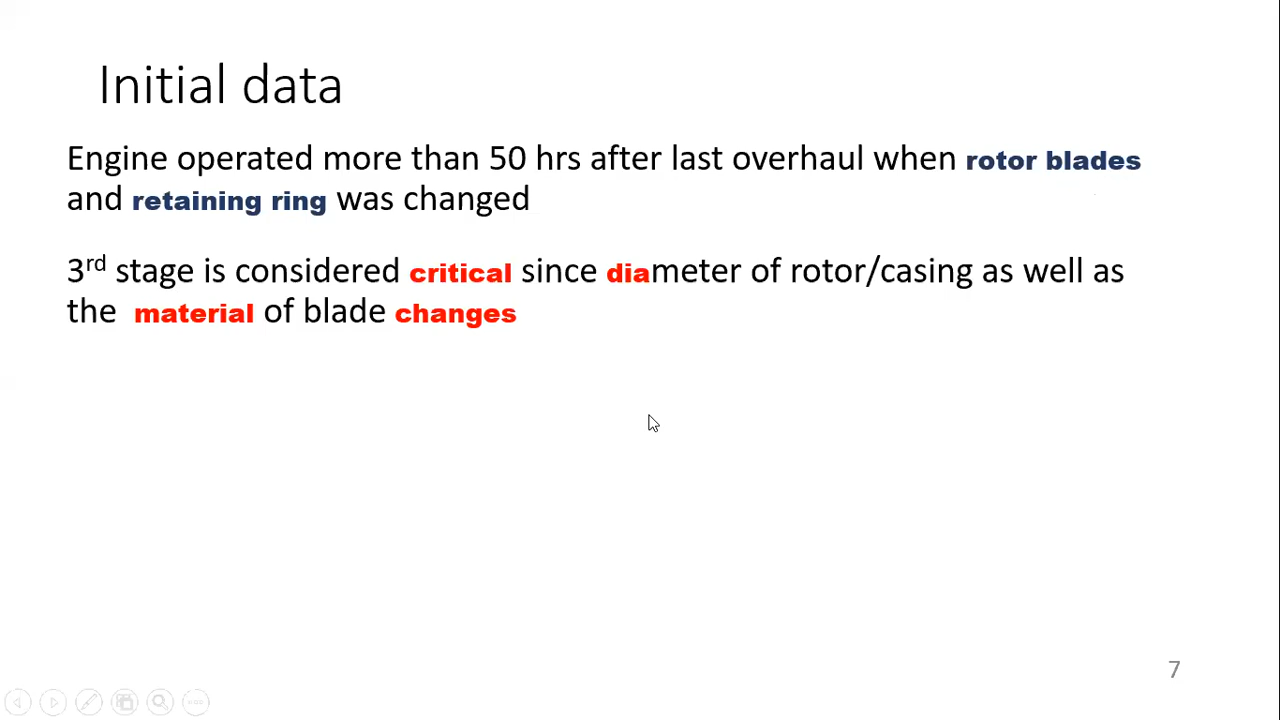 Initial data
Engine operated more than 50 hrs after last overhaul when rotor blades
and retaining ring was changed
3rd stage is considered critical since diameter of rotor/casing as well as
the material of blade changes
7